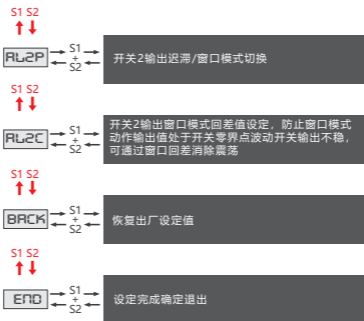 S1 S2
AL2P
S1
+
S2
开关2输出迟滞/窗口模式切换
S1 S2
AL2C
S1
+
S2
开关2输出窗口模式回差值设定，防止窗口模式
动作输出值处于开关零界点波动开关输出不稳，
可通过窗口回差消除震荡
S1 S2
BACK
S1
+
S2
恢复出厂设定值
S1 S2
END
S1
+
S2
设定完成确定退出